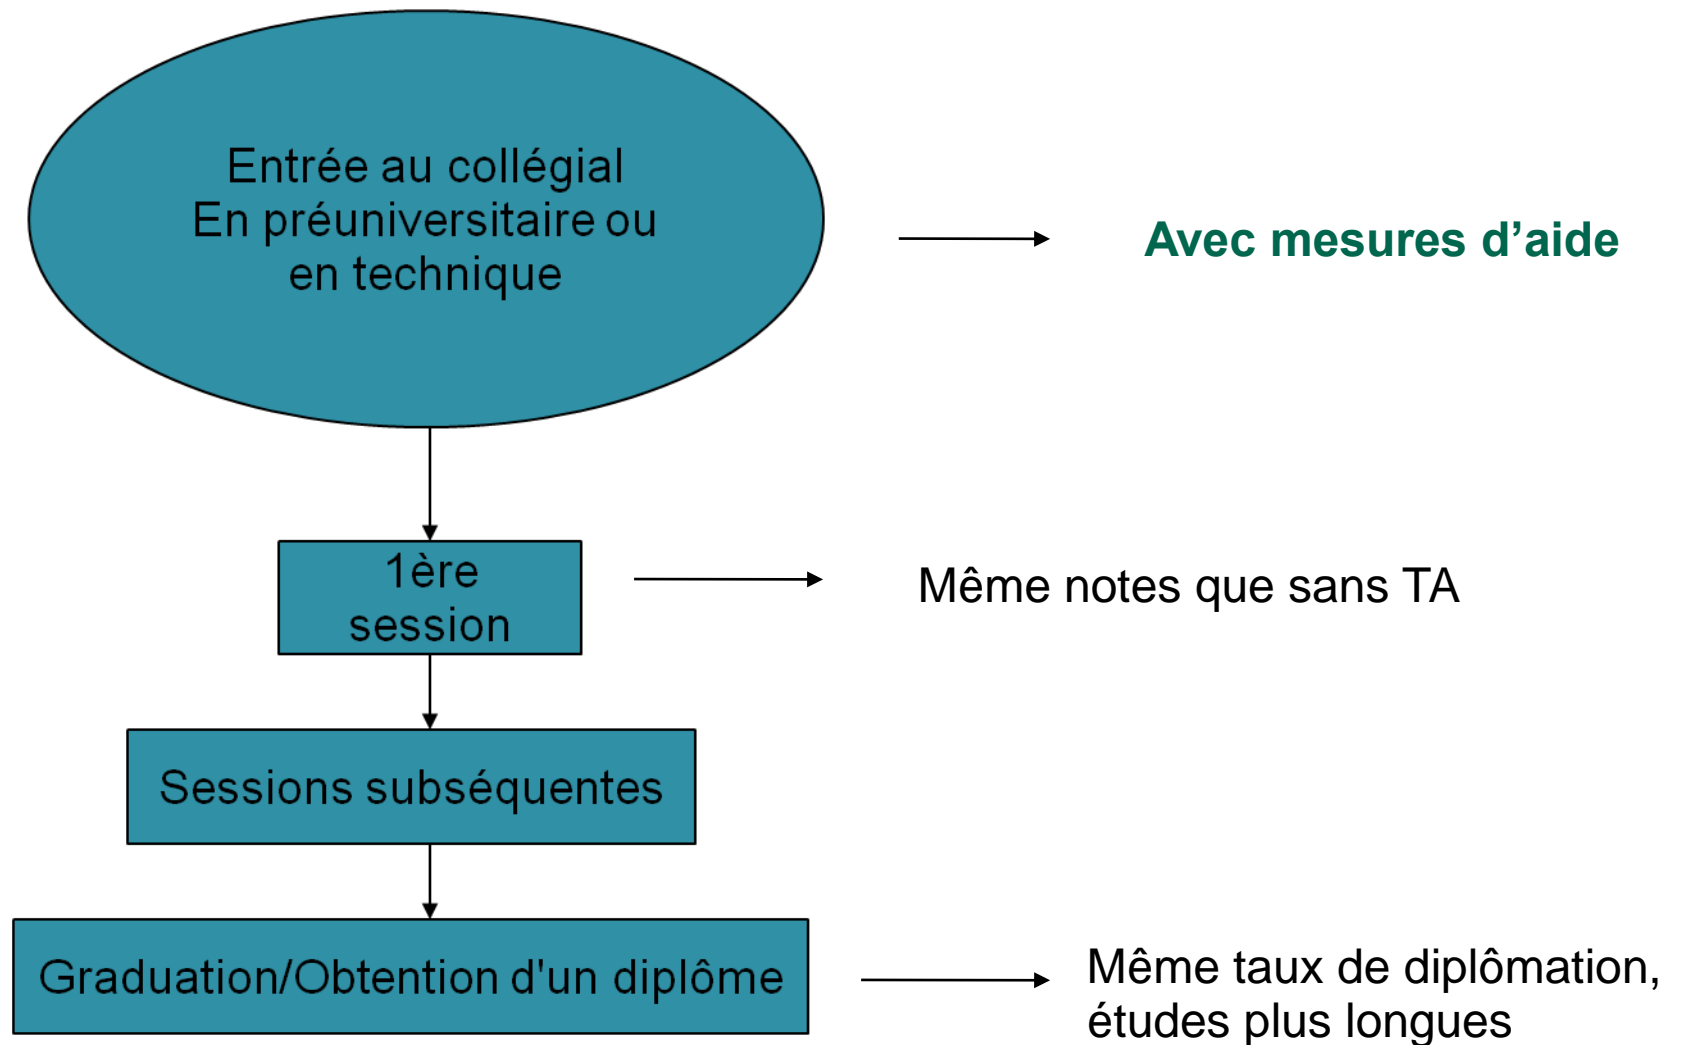 Entrée au collégial
En préuniversitaire ou
en technique
Avec mesures d’aide
1ère
session
Même notes que sans TA
Sessions subséquentes
Graduation/Obtention d'un diplôme
Même taux de diplômation,
études plus longues